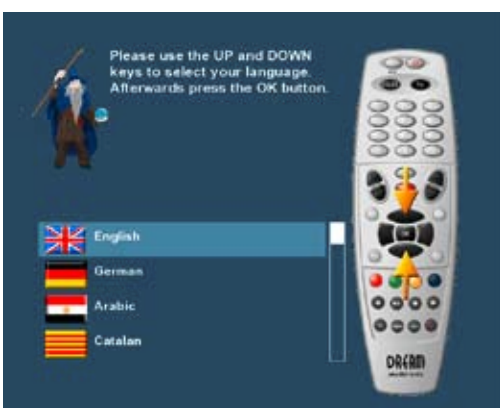 Please use the UP and DOWN
keys to select your language.
Afterwards press the OK button.
English
German
Arabic
Catalan
DREAM